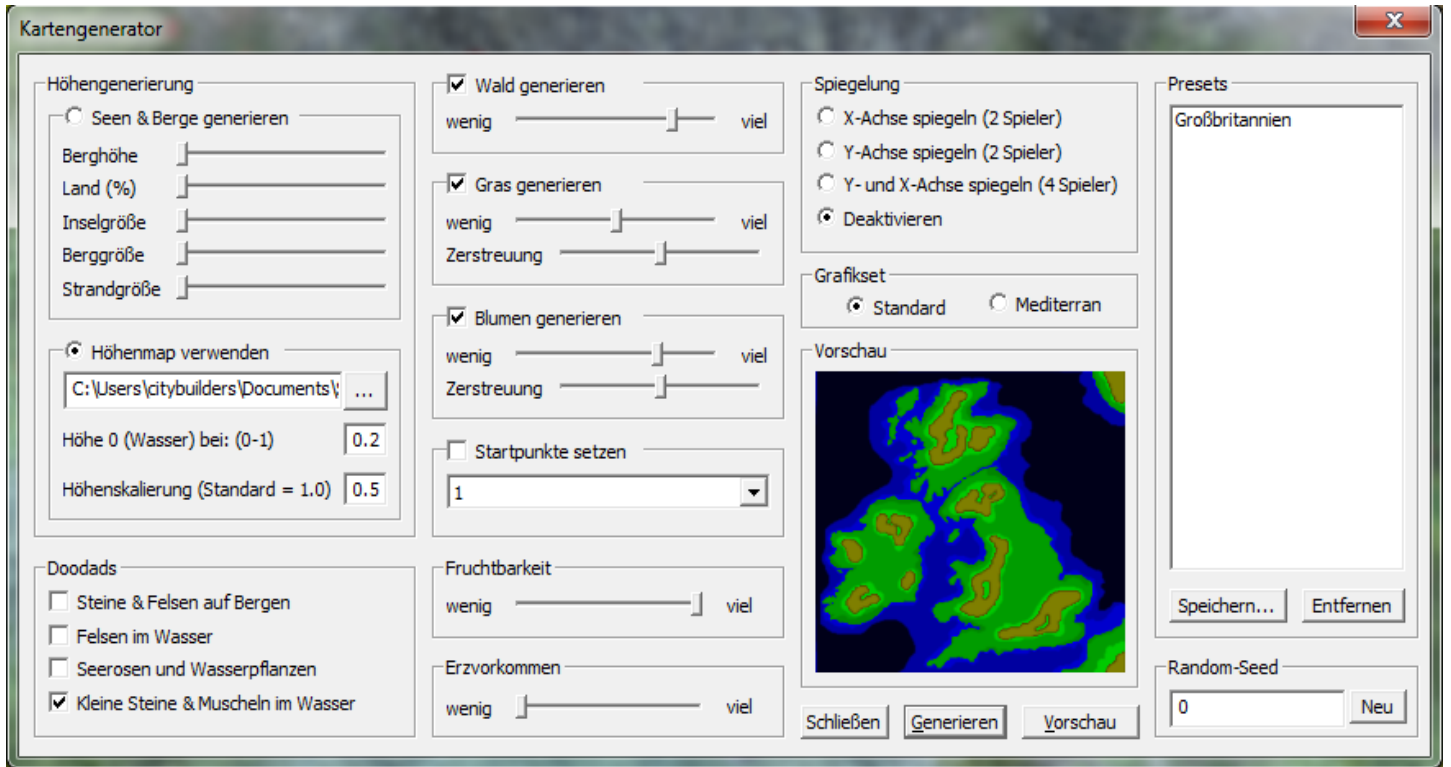 Kartengenerator
Höhengenerierung
Seen & Berge generieren
Berghöhe
Land (%)
Inselgröße
Berggröße
Strandgröße
Höhenmap verwenden
C:\Users\citybuilders\Documents\
...
Höhe 0 (Wasser) bei: (0-1) 0.2
Höhenskalierung (Standard = 1.0) 0.5
Doodads
Steine & Felsen auf Bergen
Felsen im Wasser
Seerosen und Wasserpflanzen
Kleine Steine & Muscheln im Wasser
Wald generieren
wenig viel
Gras generieren
wenig viel
Zerstreuung
Blumen generieren
wenig viel
Zerstreuung
Startpunkte setzen
1
Fruchtbarkeit
wenig viel
Erzvorkommen
wenig viel
Spiegelung
X-Achse spiegeln (2 Spieler)
Y-Achse spiegeln (2 Spieler)
Y- und X-Achse spiegeln (4 Spieler)
Deaktivieren
Grafikset
Standard Mediterran
Vorschau
Schließen Generieren Vorschau
Presets
Großbritannien
Speichern... Entfernen
Random-Seed
0 Neu